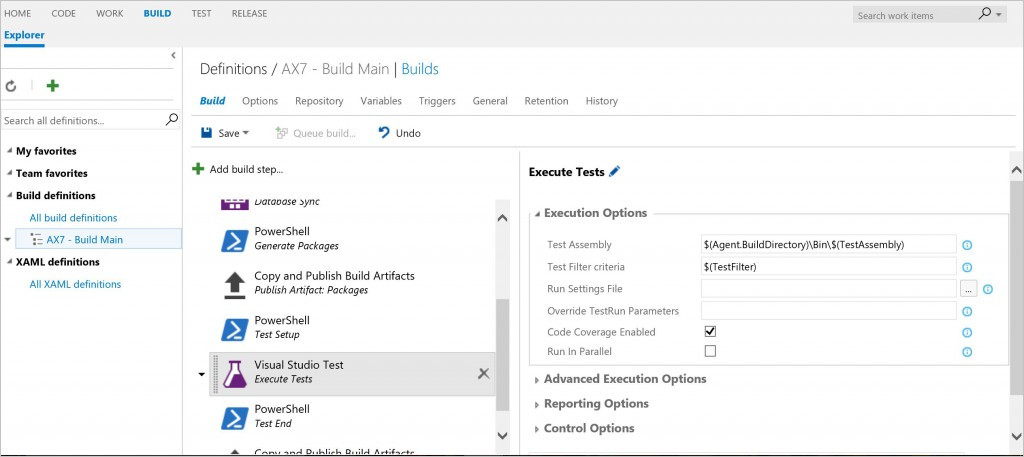 HOME CODE WORK BUILD TEST RELEASE
Search work items
Explorer
Search all definitions...
My favorites
Team favorites
Build definitions
All build definitions
AX7 - Build Main
XAML definitions
All XAML definitions
Definitions / AX7 - Build Main | Builds
Build Options Repository Variables Triggers General Retention History
Save Queue build... Undo
Add build step...
Database Sync
PowerShell
Generate Packages
Copy and Publish Build Artifacts
Publish Artifact: Packages
PowerShell
Test Setup
Visual Studio Test
Execute Tests
PowerShell
Test End
Copy and Publish Build Artifacts
Execute Tests
Execution Options
Test Assembly $(Agent.BuildDirectory)\Bin\$(TestAssembly)
Test Filter criteria $(TestFilter)
Run Settings File ...
Override TestRun Parameters
Code Coverage Enabled
Run In Parallel
Advanced Execution Options
Reporting Options
Control Options